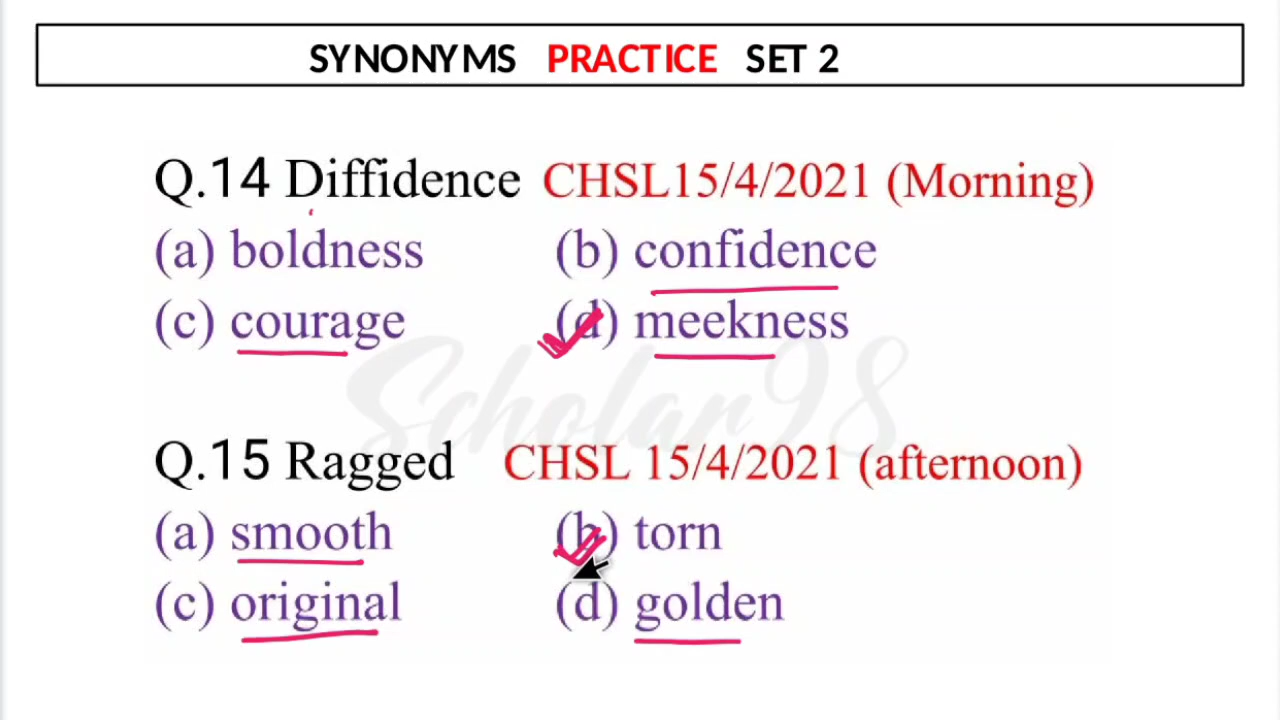 SYNONYMS PRACTICE SET 2
Q.14 Diffidence CHSL15/4/2021 (Morning)
(a) boldness (b) confidence
(c) courage (d) meekness
Scholar98
Q.15 Ragged CHSL 15/4/2021 (afternoon)
(a) smooth (b) torn
(c) original (d) golden